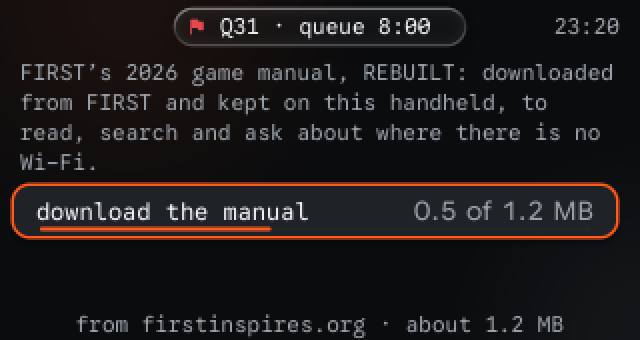 Q31 · queue 8:00
23:20
FIRST's 2026 game manual, REBUILT: downloaded
from FIRST and kept on this handheld, to
read, search and ask about where there is no
Wi-Fi.
download the manual
0.5 of 1.2 MB
from firstinspires.org · about 1.2 MB